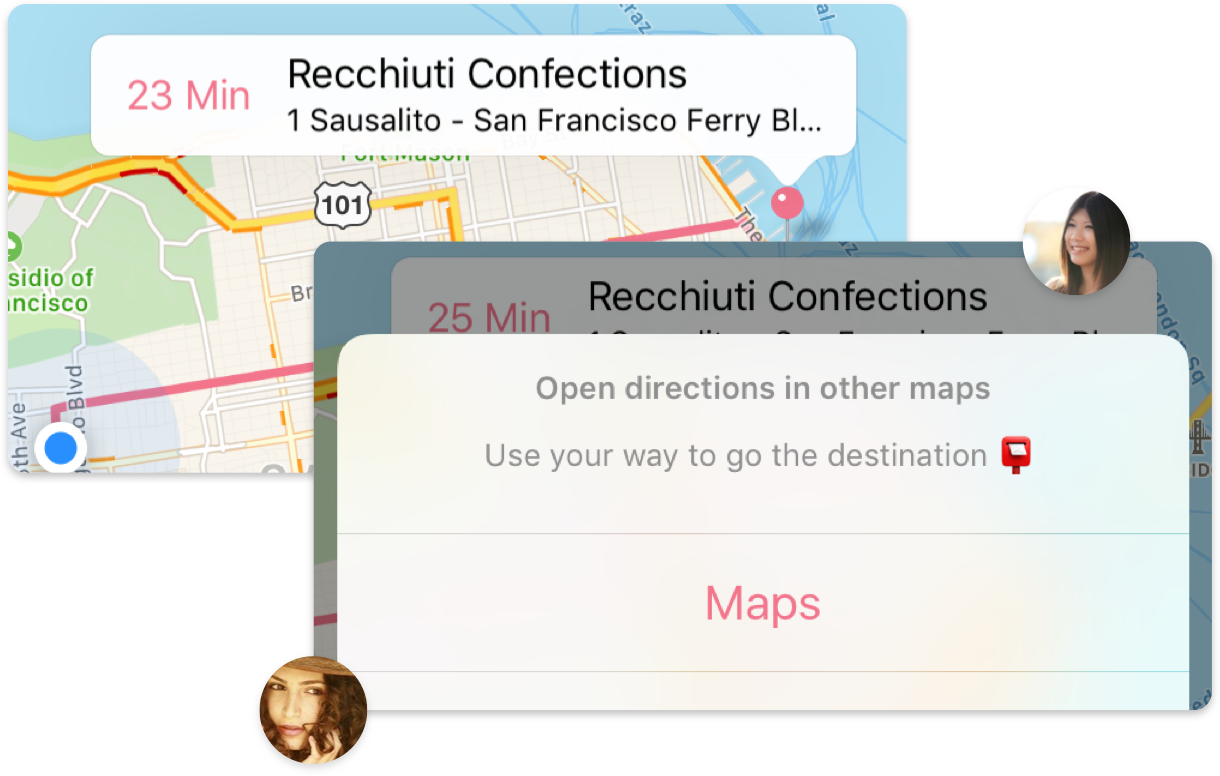 23 Min
Recchiuti Confections
1 Sausalito - San Francisco Ferry Bl...
Fort Mason
101
The
sidio of
ancisco
Br
Blvd
th Ave
25 Min
Recchiuti Confections
Open directions in other maps
Use your way to go the destination
Maps